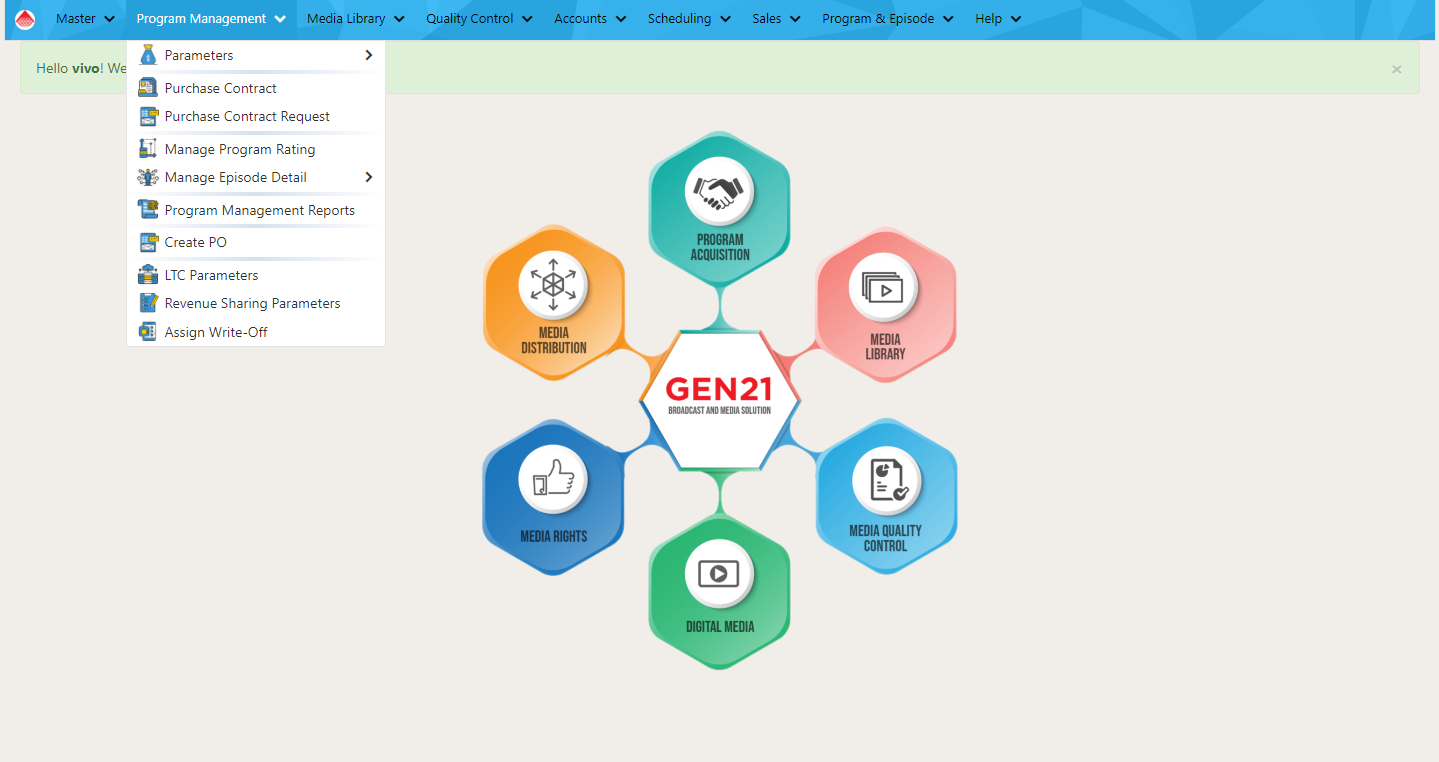 Master Program Management Media Library Quality Control Accounts Scheduling Sales Program & Episode Help
Hello vivo! We
×
Parameters
Purchase Contract
Purchase Contract Request
Manage Program Rating
Manage Episode Detail
Program Management Reports
Create PO
LTC Parameters
Revenue Sharing Parameters
Assign Write-Off
PROGRAM
ACQUISITION
MEDIA
DISTRIBUTION
MEDIA
LIBRARY
GEN21
BROADCAST AND MEDIA SOLUTION
MEDIA RIGHTS
MEDIA QUALITY
CONTROL
DIGITAL MEDIA